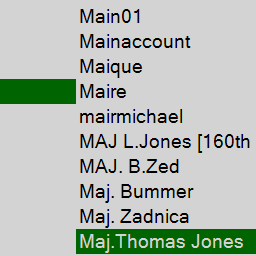 Main01
Mainaccount
Maique
Maire
mairmichael
MAJ L.Jones [160th
MAJ. B.Zed
Maj. Bummer
Maj. Zadnica
Maj.Thomas Jones